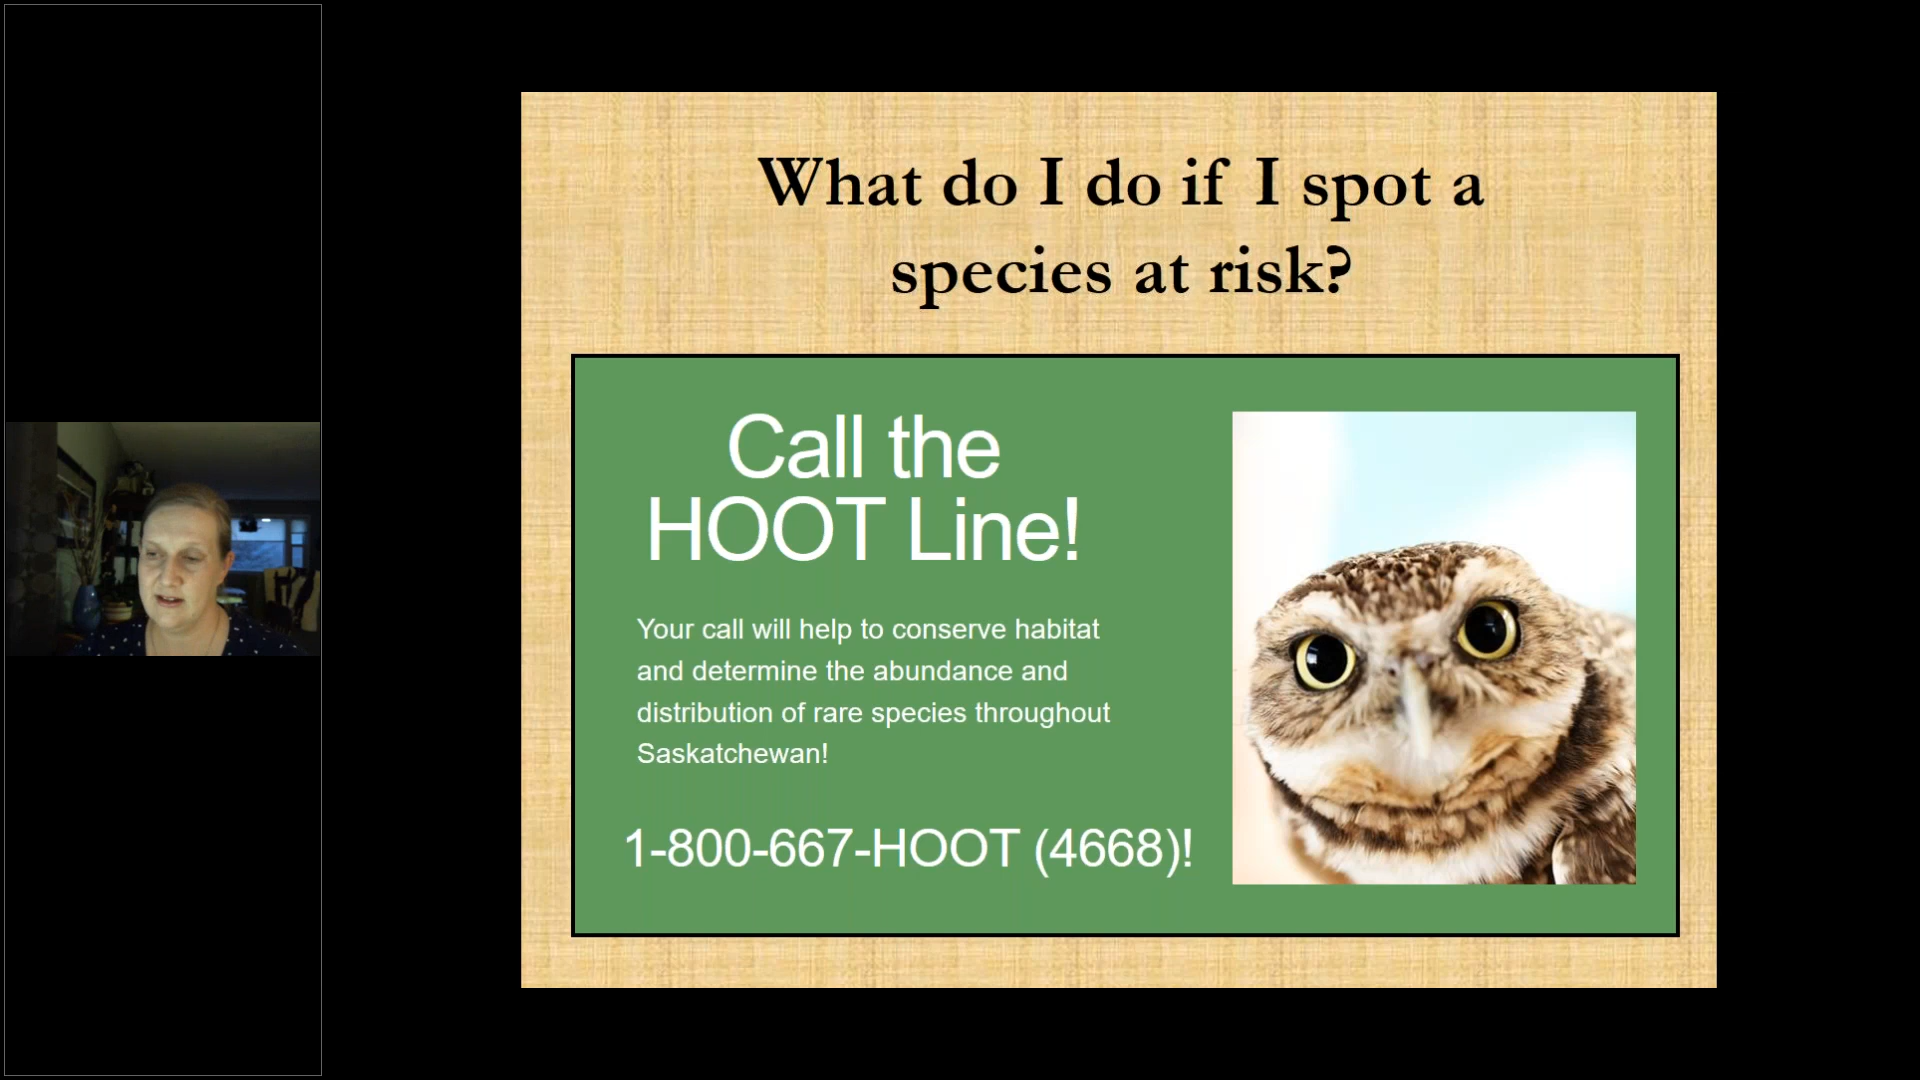 What do I do if I spot a
species at risk?
Call the
HOOT Line!
Your call will help to conserve habitat
and determine the abundance and
distribution of rare species throughout
Saskatchewan!
1-800-667-HOOT (4668)!